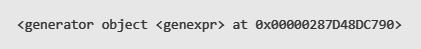 <generator object <genexpr> at 0x00000287D48DC790>